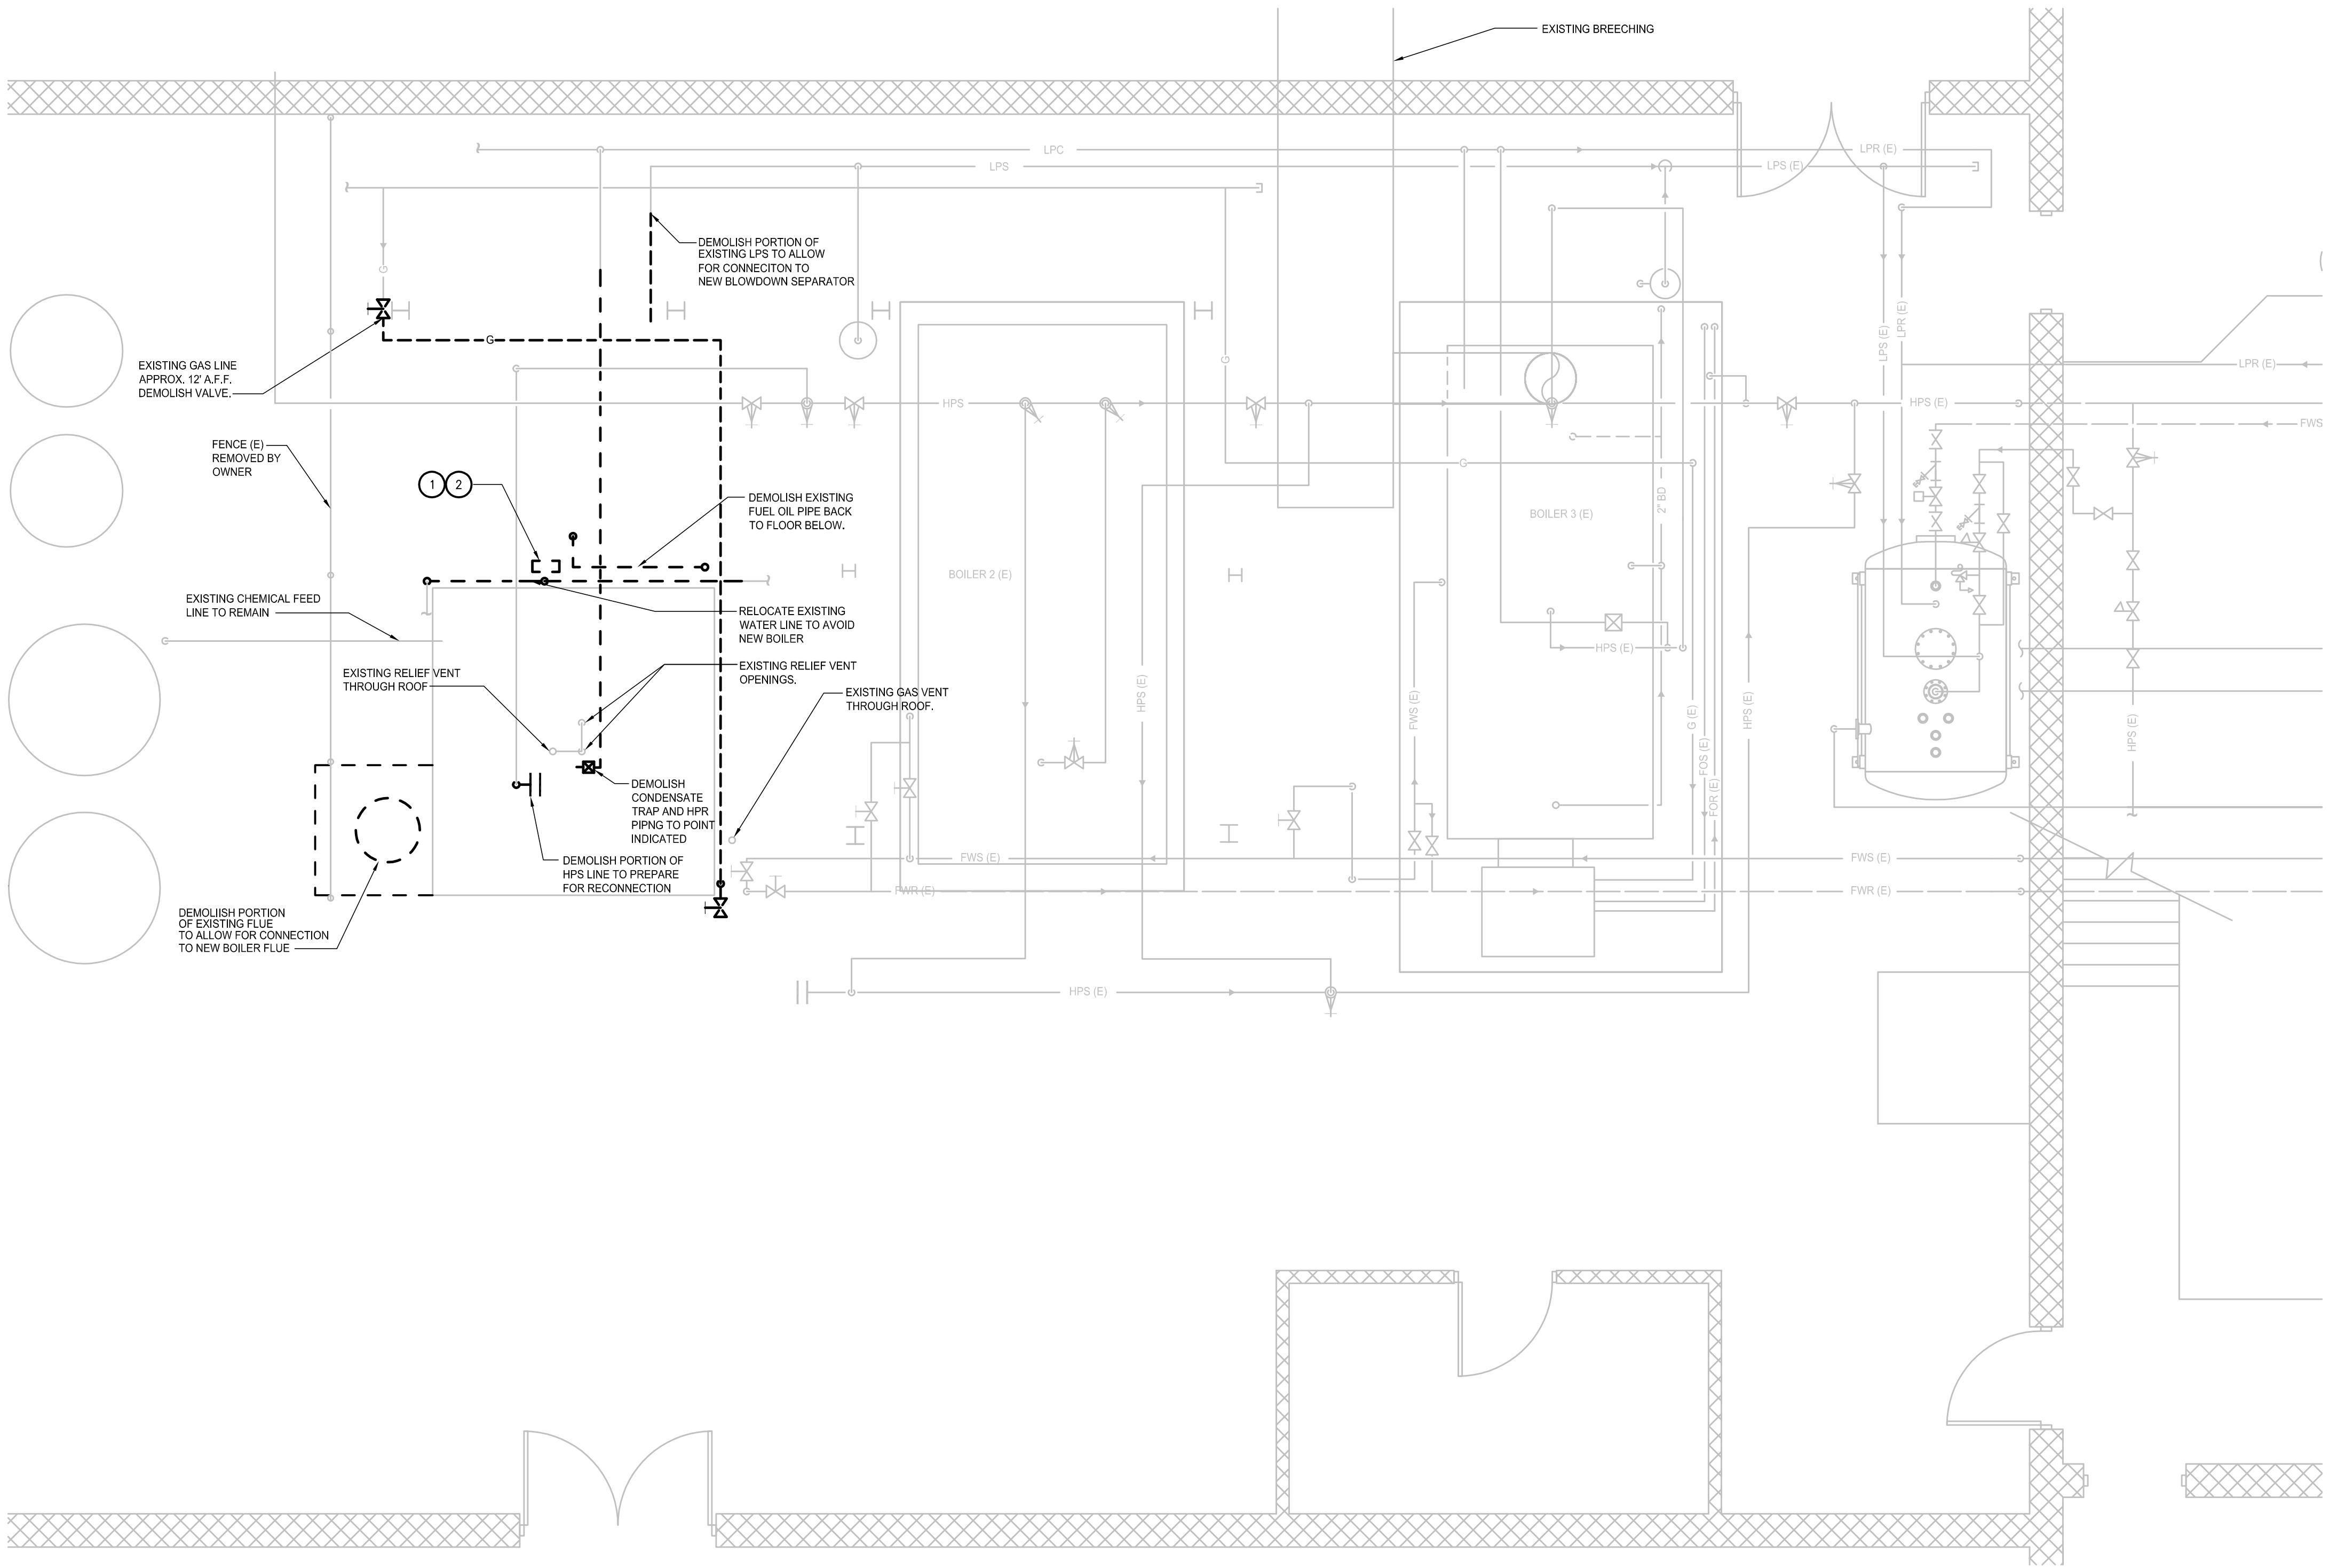 EXISTING BREECHING
LPC
LPR (E)
LPS
LPS (E)
DEMOLISH PORTION OF
EXISTING LPS TO ALLOW
FOR CONNECITON TO
NEW BLOWDOWN SEPARATOR
G
G
G
LPS (E)
LPR (E)
LPR (E)
EXISTING GAS LINE
APPROX. 12' A.F.F.
DEMOLISH VALVE.
HPS
HPS (E)
FWS
FENCE (E)
REMOVED BY
OWNER
G
1
2
DEMOLISH EXISTING
FUEL OIL PIPE BACK
TO FLOOR BELOW.
2" BD
BOILER 3 (E)
BOILER 2 (E)
EXISTING CHEMICAL FEED
LINE TO REMAIN
RELOCATE EXISTING
WATER LINE TO AVOID
NEW BOILER
HPS (E)
EXISTING RELIEF VENT
THROUGH ROOF
EXISTING RELIEF VENT
OPENINGS.
EXISTING GAS VENT
THROUGH ROOF.
HPS (E)
FWS (E)
G (E)
FOS (E)
FOR (E)
HPS (E)
HPS (E)
DEMOLISH
CONDENSATE
TRAP AND HPR
PIPNG TO POINT
INDICATED
DEMOLISH PORTION OF
HPS LINE TO PREPARE
FOR RECONNECTION
FWS (E)
FWS (E)
FWR (E)
FWR (E)
DEMOLIISH PORTION
OF EXISTING FLUE
TO ALLOW FOR CONNECTION
TO NEW BOILER FLUE
HPS (E)